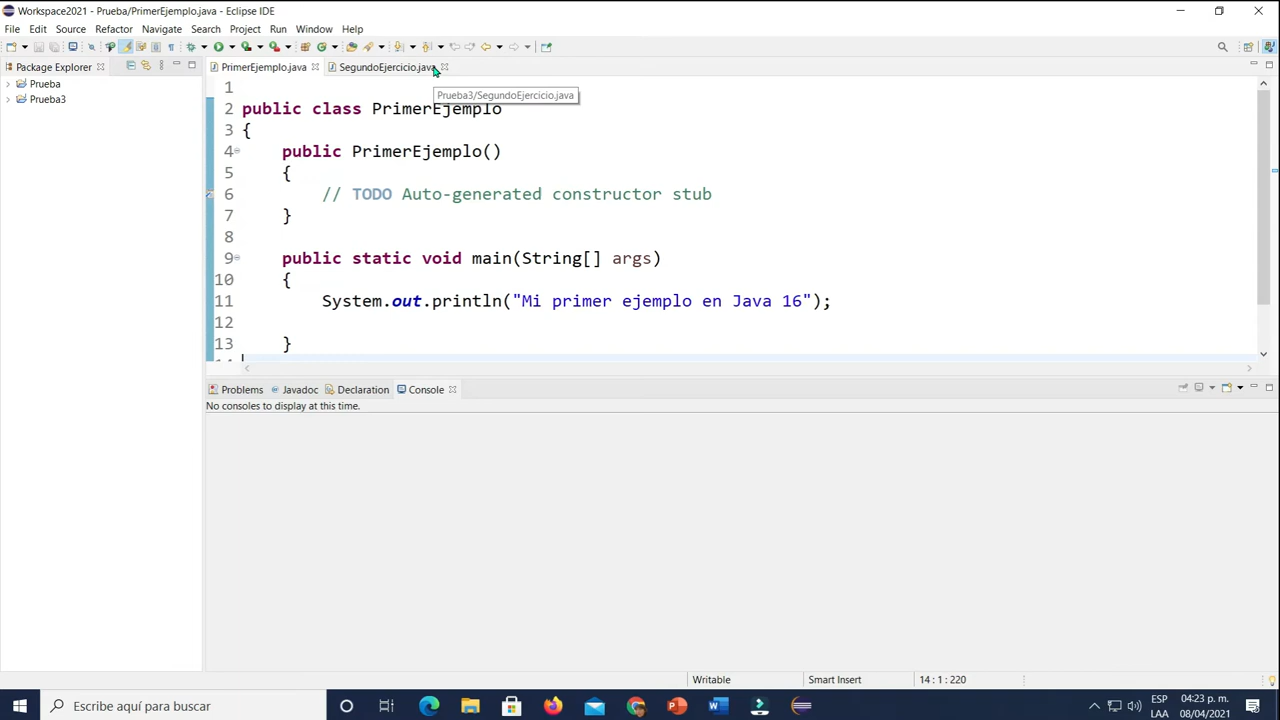 Workspace2021 - Prueba/PrimerEjemplo.java - Eclipse IDE
File Edit Source Refactor Navigate Search Project Run Window Help
Package Explorer
PrimerEjemplo.java
SegundoEjercicio.java
Prueba3/SegundoEjercicio.java
Prueba
Prueba3
1
2 public class PrimerEjemplo
3 {
4 public PrimerEjemplo()
5 {
6 // TODO Auto-generated constructor stub
7 }
8
9 public static void main(String[] args)
10 {
11 System.out.println("Mi primer ejemplo en Java 16");
12
13 }
14
Problems Javadoc Declaration Console
No consoles to display at this time.
Writable Smart Insert 14 : 1 : 220
Escribe aquí para buscar
ESP 04:23 p. m.
LAA 08/04/2021